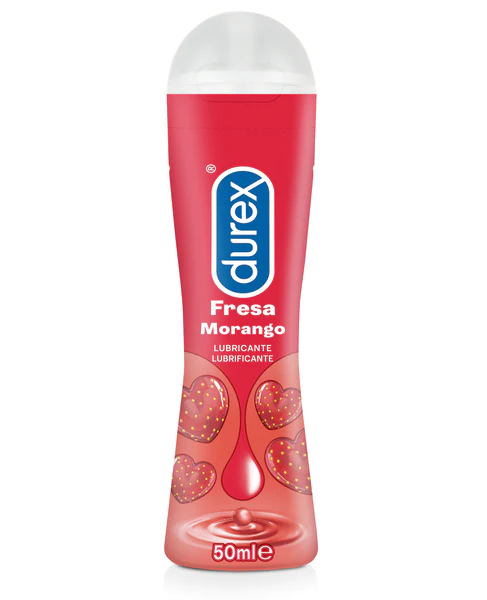 durex®
Fresa
Morango
LUBRICANTE
LUBRIFICANTE
50ml℮